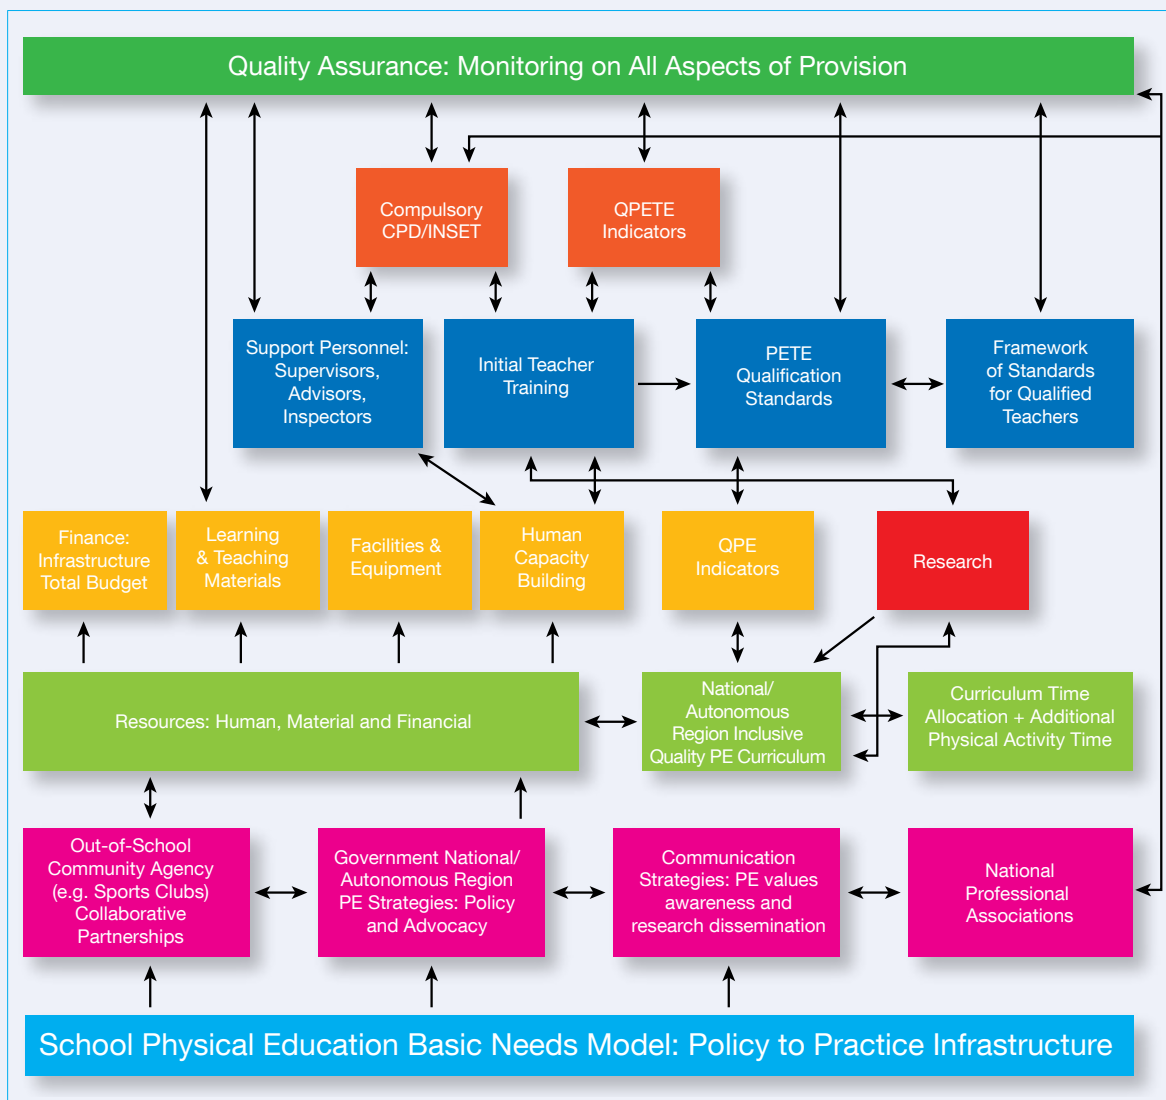 Quality Assurance: Monitoring on All Aspects of Provision
Compulsory
CPD/INSET
QPETE
Indicators
Support Personnel:
Supervisors,
Advisors,
Inspectors
Initial Teacher
Training
PETE
Qualification
Standards
Framework
of Standards
for Qualified
Teachers
Finance:
Infrastructure
Total Budget
Learning
& Teaching
Materials
Facilities &
Equipment
Human
Capacity
Building
QPE
Indicators
Research
Resources: Human, Material and Financial
National/
Autonomous
Region Inclusive
Quality PE Curriculum
Curriculum Time
Allocation + Additional
Physical Activity Time
Out-of-School
Community Agency
(e.g. Sports Clubs)
Collaborative
Partnerships
Government National/
Autonomous Region
PE Strategies: Policy
and Advocacy
Communication
Strategies: PE values
awareness and
research dissemination
National
Professional
Associations
School Physical Education Basic Needs Model: Policy to Practice Infrastructure